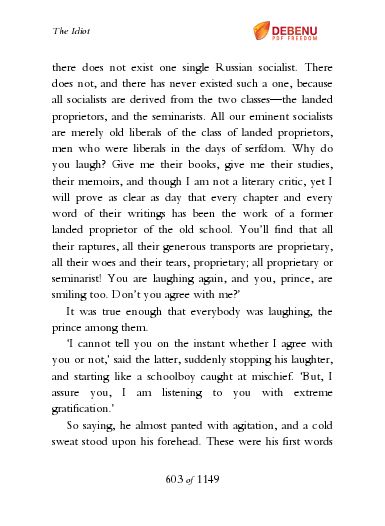 The Idiot
DEBENU
PDF FREEDOM
there does not exist one single Russian socialist. There
does not, and there has never existed such a one, because
all socialists are derived from the two classes—the landed
proprietors, and the seminarists. All our eminent socialists
are merely old liberals of the class of landed proprietors,
men who were liberals in the days of serfdom. Why do
you laugh? Give me their books, give me their studies,
their memoirs, and though I am not a literary critic, yet I
will prove as clear as day that every chapter and every
word of their writings has been the work of a former
landed proprietor of the old school. You’ll find that all
their raptures, all their generous transports are proprietary,
all their woes and their tears, proprietary; all proprietary or
seminarist! You are laughing again, and you, prince, are
smiling too. Don’t you agree with me?’
It was true enough that everybody was laughing, the
prince among them.
‘I cannot tell you on the instant whether I agree with
you or not,’ said the latter, suddenly stopping his laughter,
and starting like a schoolboy caught at mischief. ‘But, I
assure you, I am listening to you with extreme
gratification.’
So saying, he almost panted with agitation, and a cold
sweat stood upon his forehead. These were his first words
603 of 1149